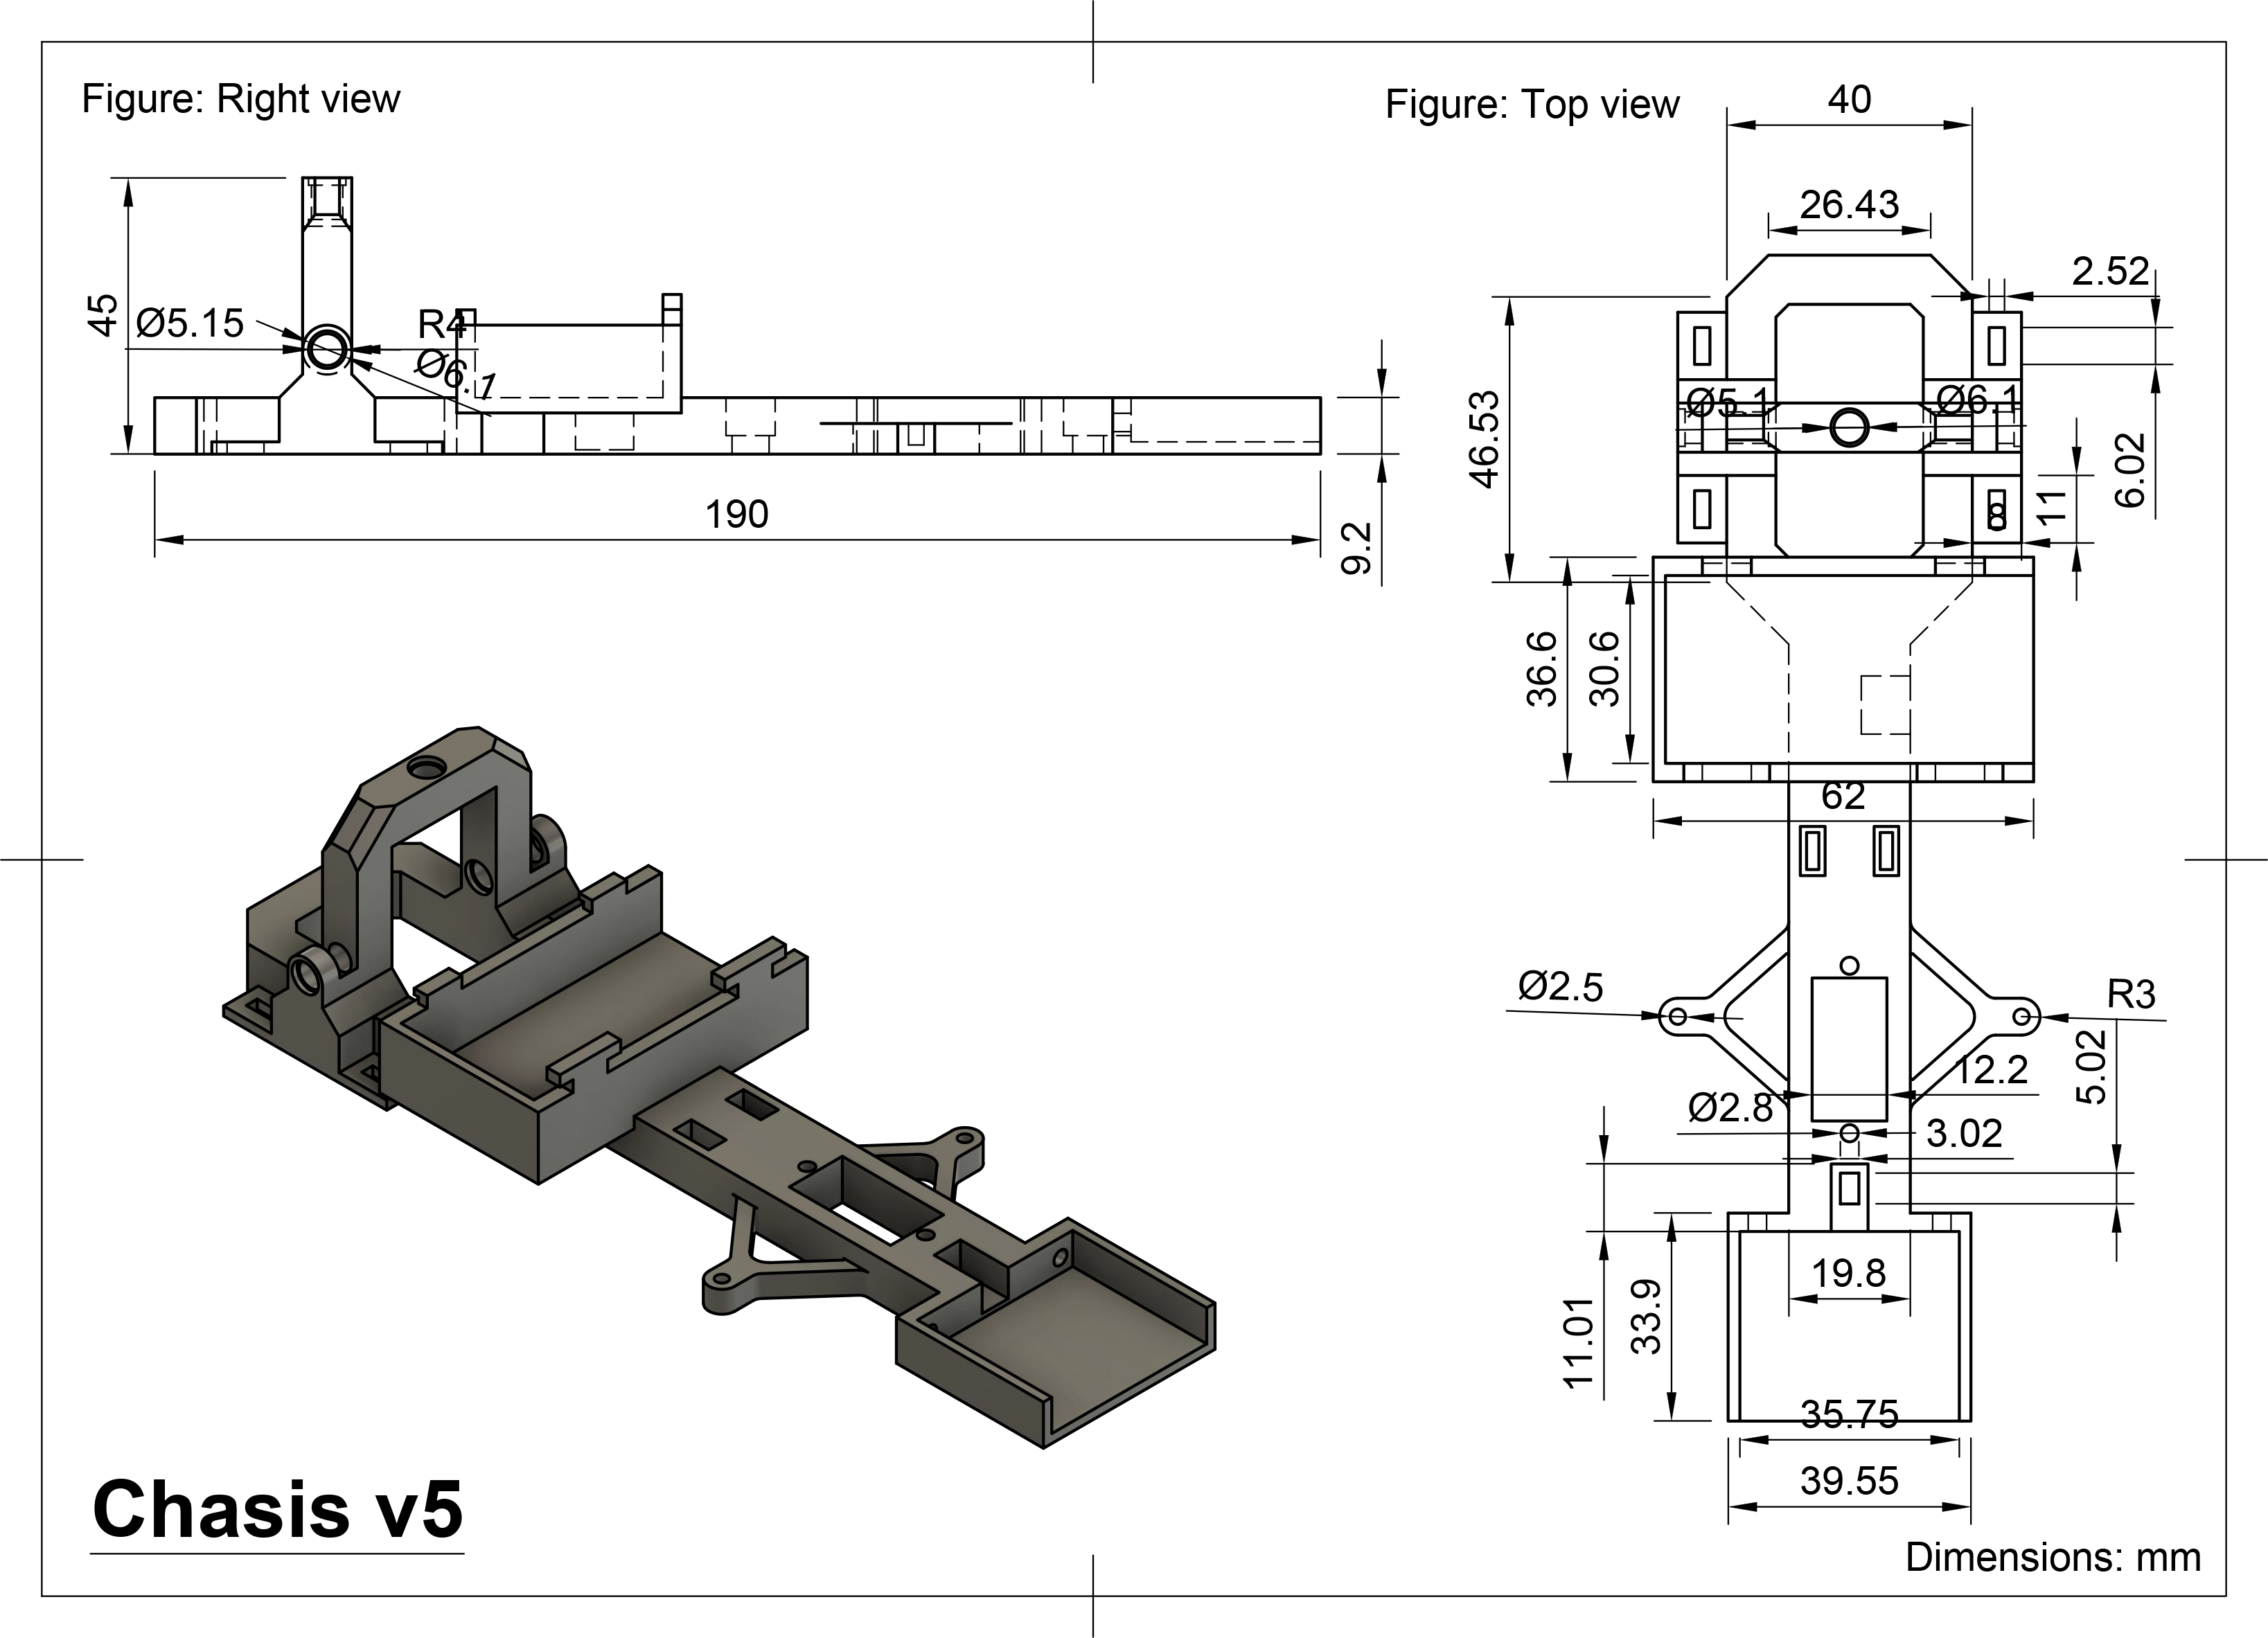 Figure: Right view
Figure: Top view
40
26.43
2.52
45
Ø5.15
R4
Ø6.1
46.53
Ø5.1
Ø6.1
6.02
11
8
190
9.2
36.6
30.6
62
Ø2.5
R3
5.02
12.2
Ø2.8
3.02
19.8
11.01
33.9
35.75
39.55
Chasis v5
Dimensions: mm